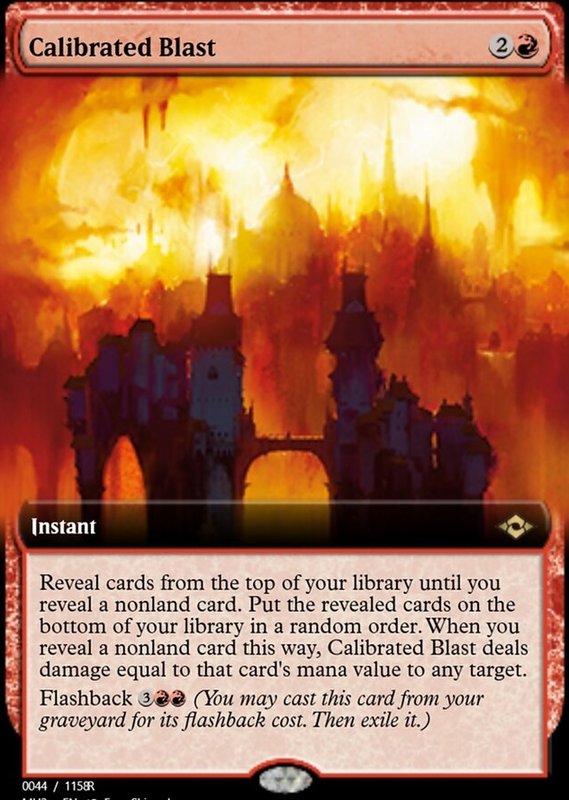 Calibrated Blast
2
Instant
Reveal cards from the top of your library until you
reveal a nonland card. Put the revealed cards on the
bottom of your library in a random order. When you
reveal a nonland card this way, Calibrated Blast deals
damage equal to that card's mana value to any target.
Flashback 3 (You may cast this card from your
graveyard for its flashback cost. Then exile it.)
0044 / 1158R